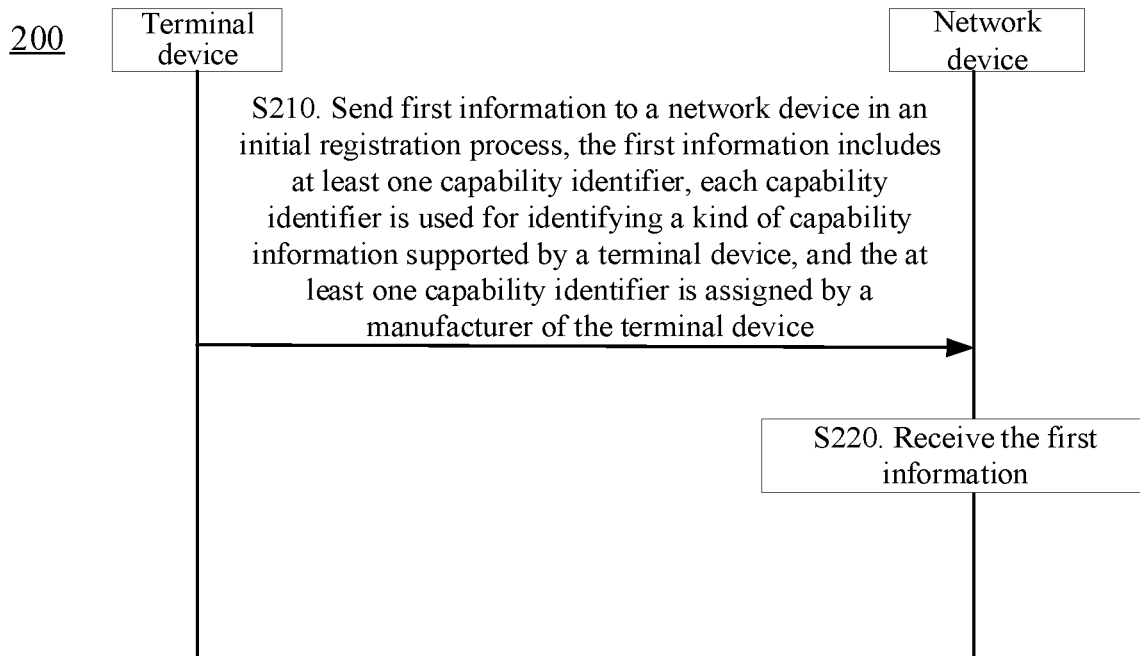 200
Terminal
device
Network
device
S210. Send first information to a network device in an
initial registration process, the first information includes
at least one capability identifier, each capability
identifier is used for identifying a kind of capability
information supported by a terminal device, and the at
least one capability identifier is assigned by a
manufacturer of the terminal device
S220. Receive the first
information